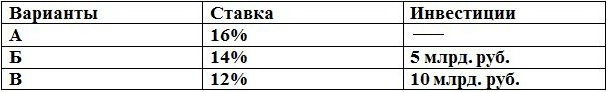 Варианты Ставка Инвестиции
А 16% —
Б 14% 5 млрд. руб.
В 12% 10 млрд. руб.